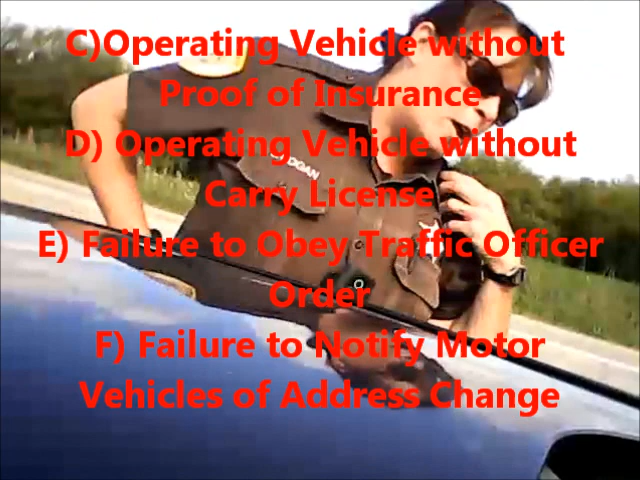 C)Operating Vehicle without
Proof of Insurance
D) Operating Vehicle without
Carry License
E) Failure to Obey Traffic Officer
Order
F) Failure to Notify Motor
Vehicles of Address Change